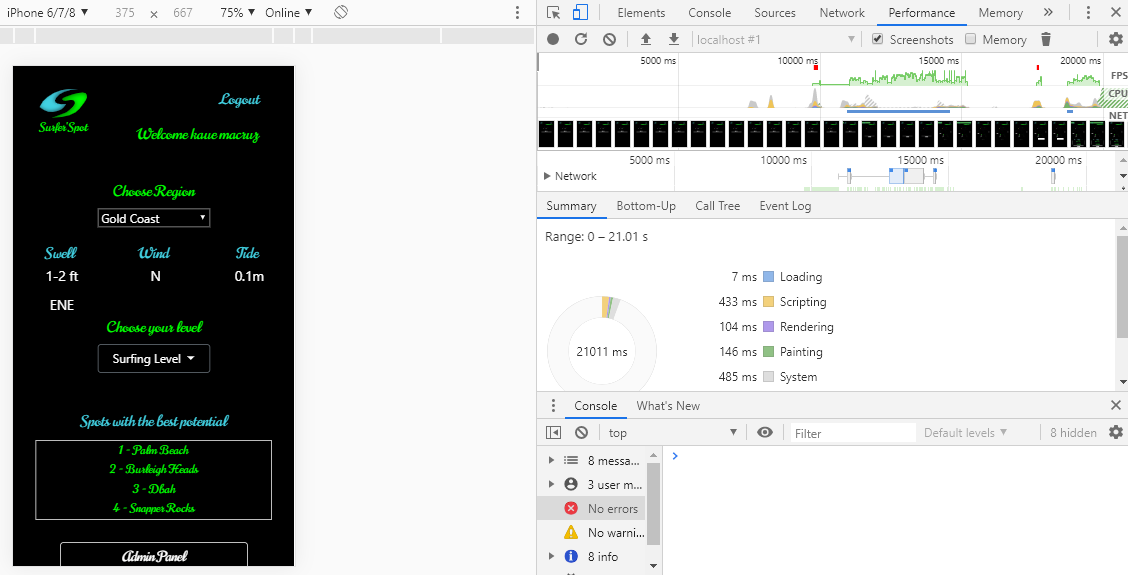 iPhone 6/7/8 ▼ 375 × 667 75% ▼ Online ▼
Elements Console Sources Network Performance Memory »
localhost #1 Screenshots Memory
5000 ms 10000 ms 15000 ms 20000 ms
FPS
CPU
NET
5000 ms 10000 ms 15000 ms 20000 ms
Network
Summary Bottom-Up Call Tree Event Log
Range: 0 – 21.01 s
7 ms Loading
433 ms Scripting
104 ms Rendering
146 ms Painting
485 ms System
21011 ms
Console What's New
top Filter Default levels ▼ 8 hidden
8 messa...
3 user m...
No errors
No warni...
8 info
Surfer'Spot
Logout
Welcome kaue macruz
Choose Region
Gold Coast
Swell Wind Tide
1-2 ft N 0.1m
ENE
Choose your level
Surfing Level
Spots with the best potential
1 - Palm Beach
2 - Burleigh Heads
3 - Dbah
4 - Snapper Rocks
Admin Panel